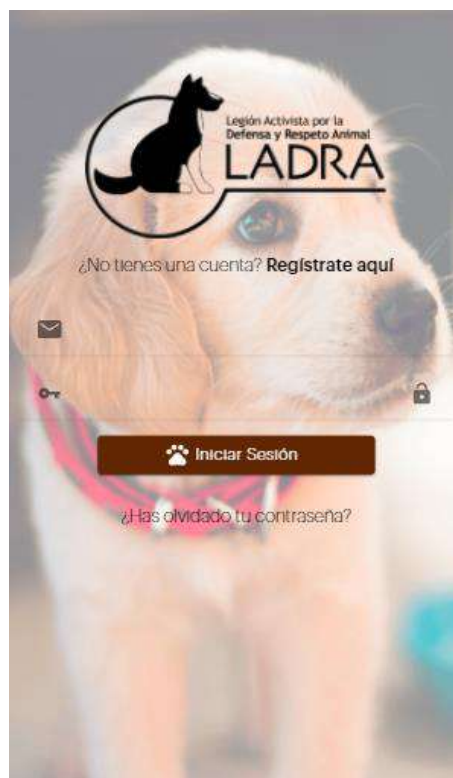 Legión Activista por la
Defensa y Respeto Animal
LADRA
¿No tienes una cuenta? Regístrate aquí
Iniciar Sesión
¿Has olvidado tu contraseña?